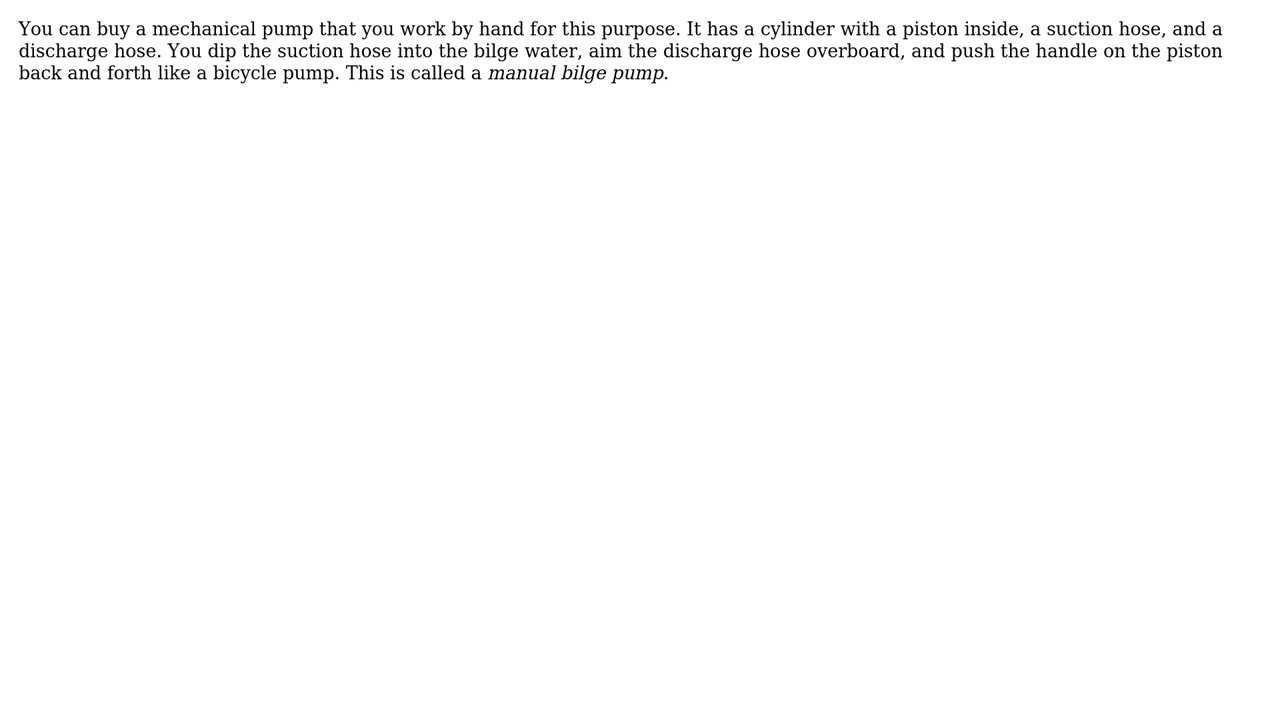 You can buy a mechanical pump that you work by hand for this purpose. It has a cylinder with a piston inside, a suction hose, and a
discharge hose. You dip the suction hose into the bilge water, aim the discharge hose overboard, and push the handle on the piston
back and forth like a bicycle pump. This is called a manual bilge pump.